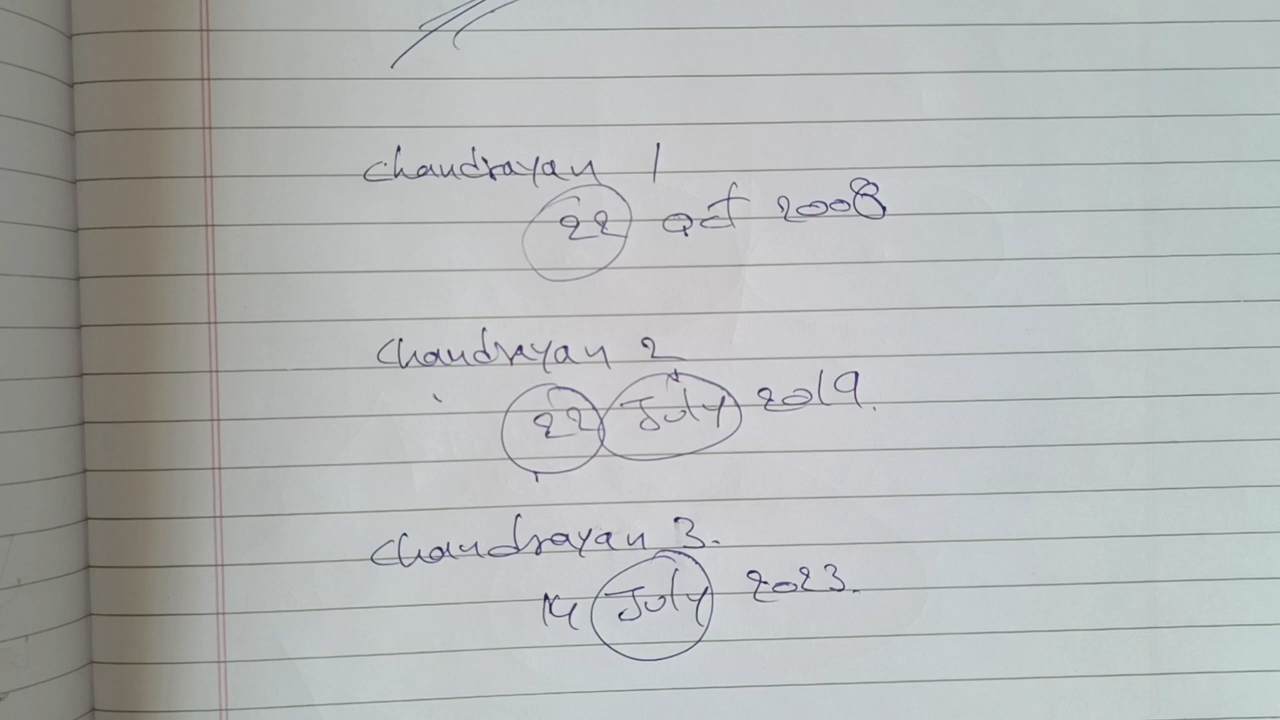 Chandrayan 1
22 Oct 2008
Chandrayan 2
22 July 2019.
Chandrayan 3.
14 July 2023.